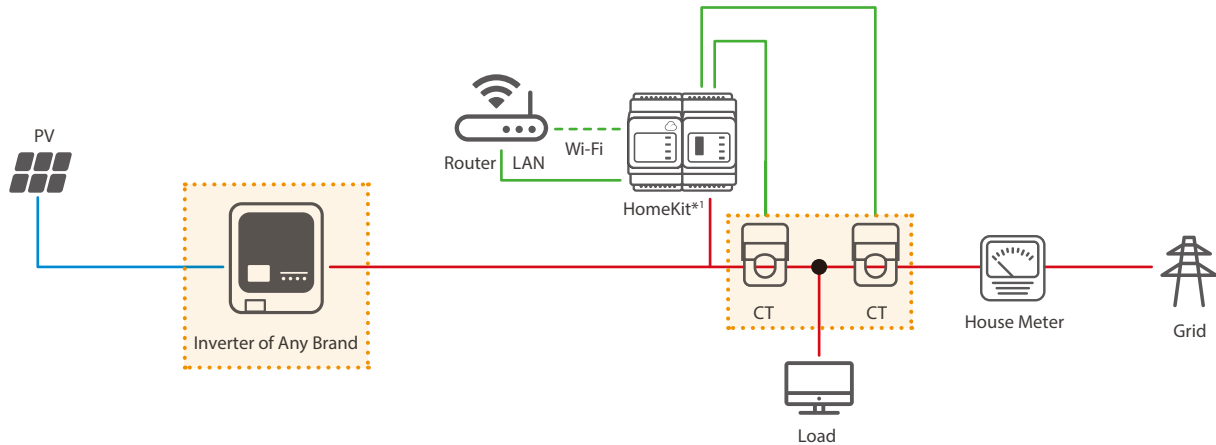 PV
Router
LAN
Wi-Fi
HomeKit*¹
Inverter of Any Brand
CT
CT
House Meter
Grid
Load